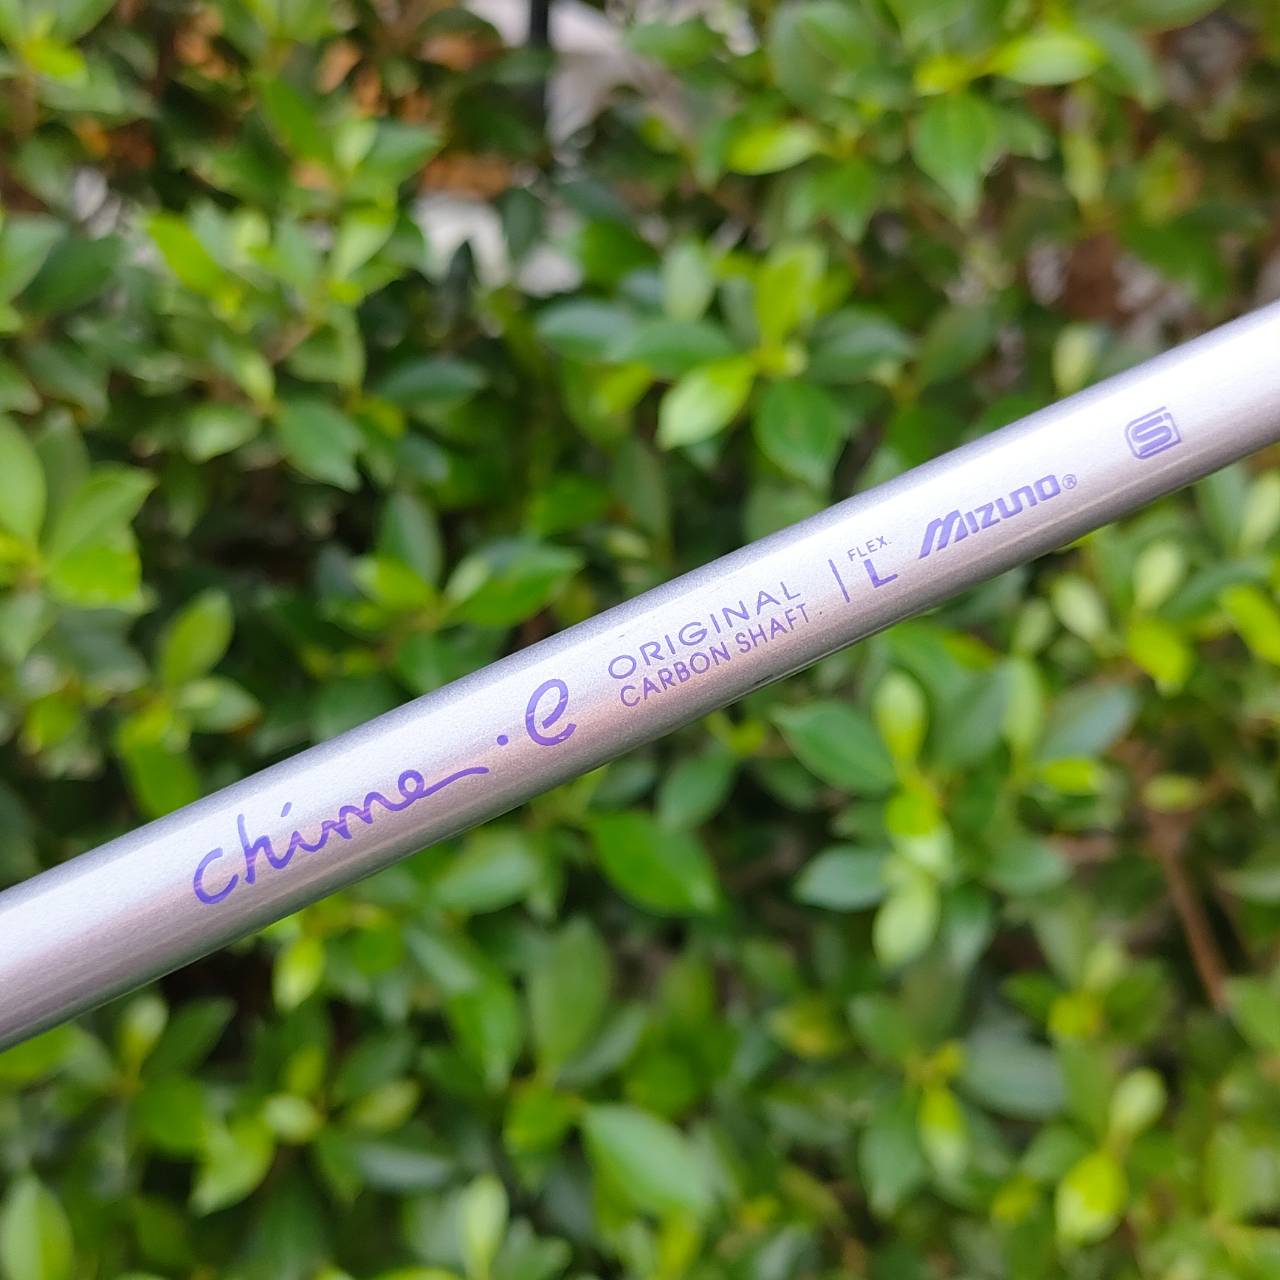 chime · e
ORIGINAL
CARBON SHAFT.
FLEX.
L
MIZUNO®
S